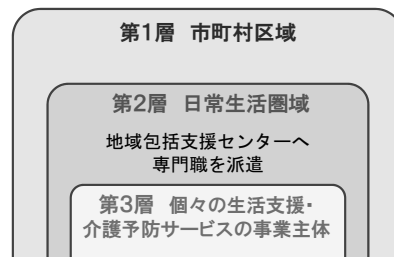 第1層 市町村区域
第2層 日常生活圏域
地域包括支援センターへ
専門職を派遣
第3層 個々の生活支援・
介護予防サービスの事業主体